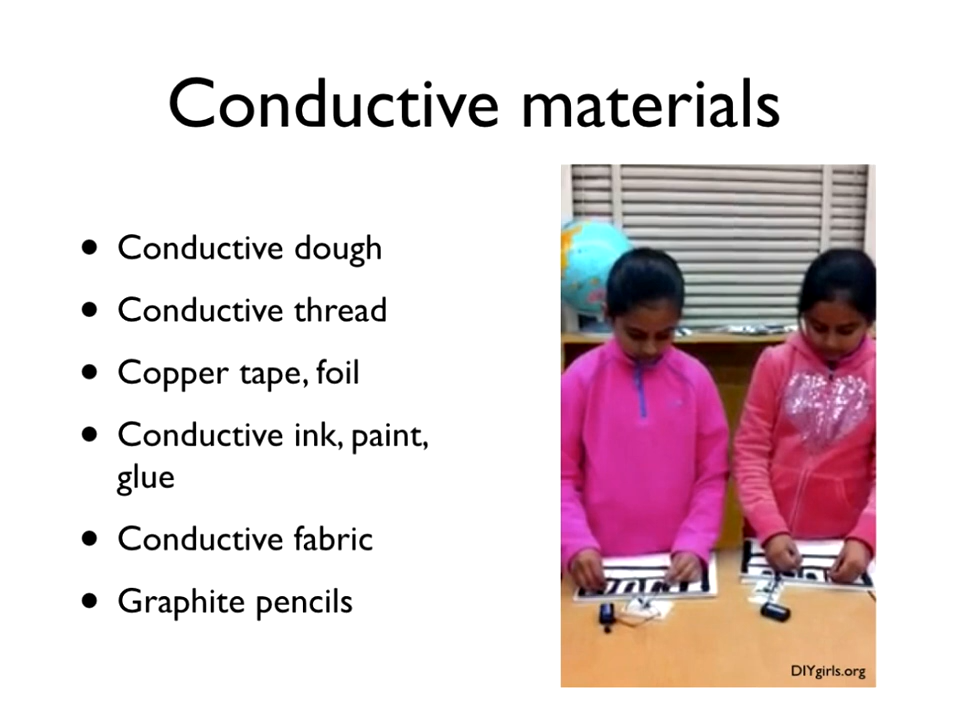 Conductive materials
• Conductive dough
• Conductive thread
• Copper tape, foil
• Conductive ink, paint,
glue
• Conductive fabric
• Graphite pencils
DIYgirls.org